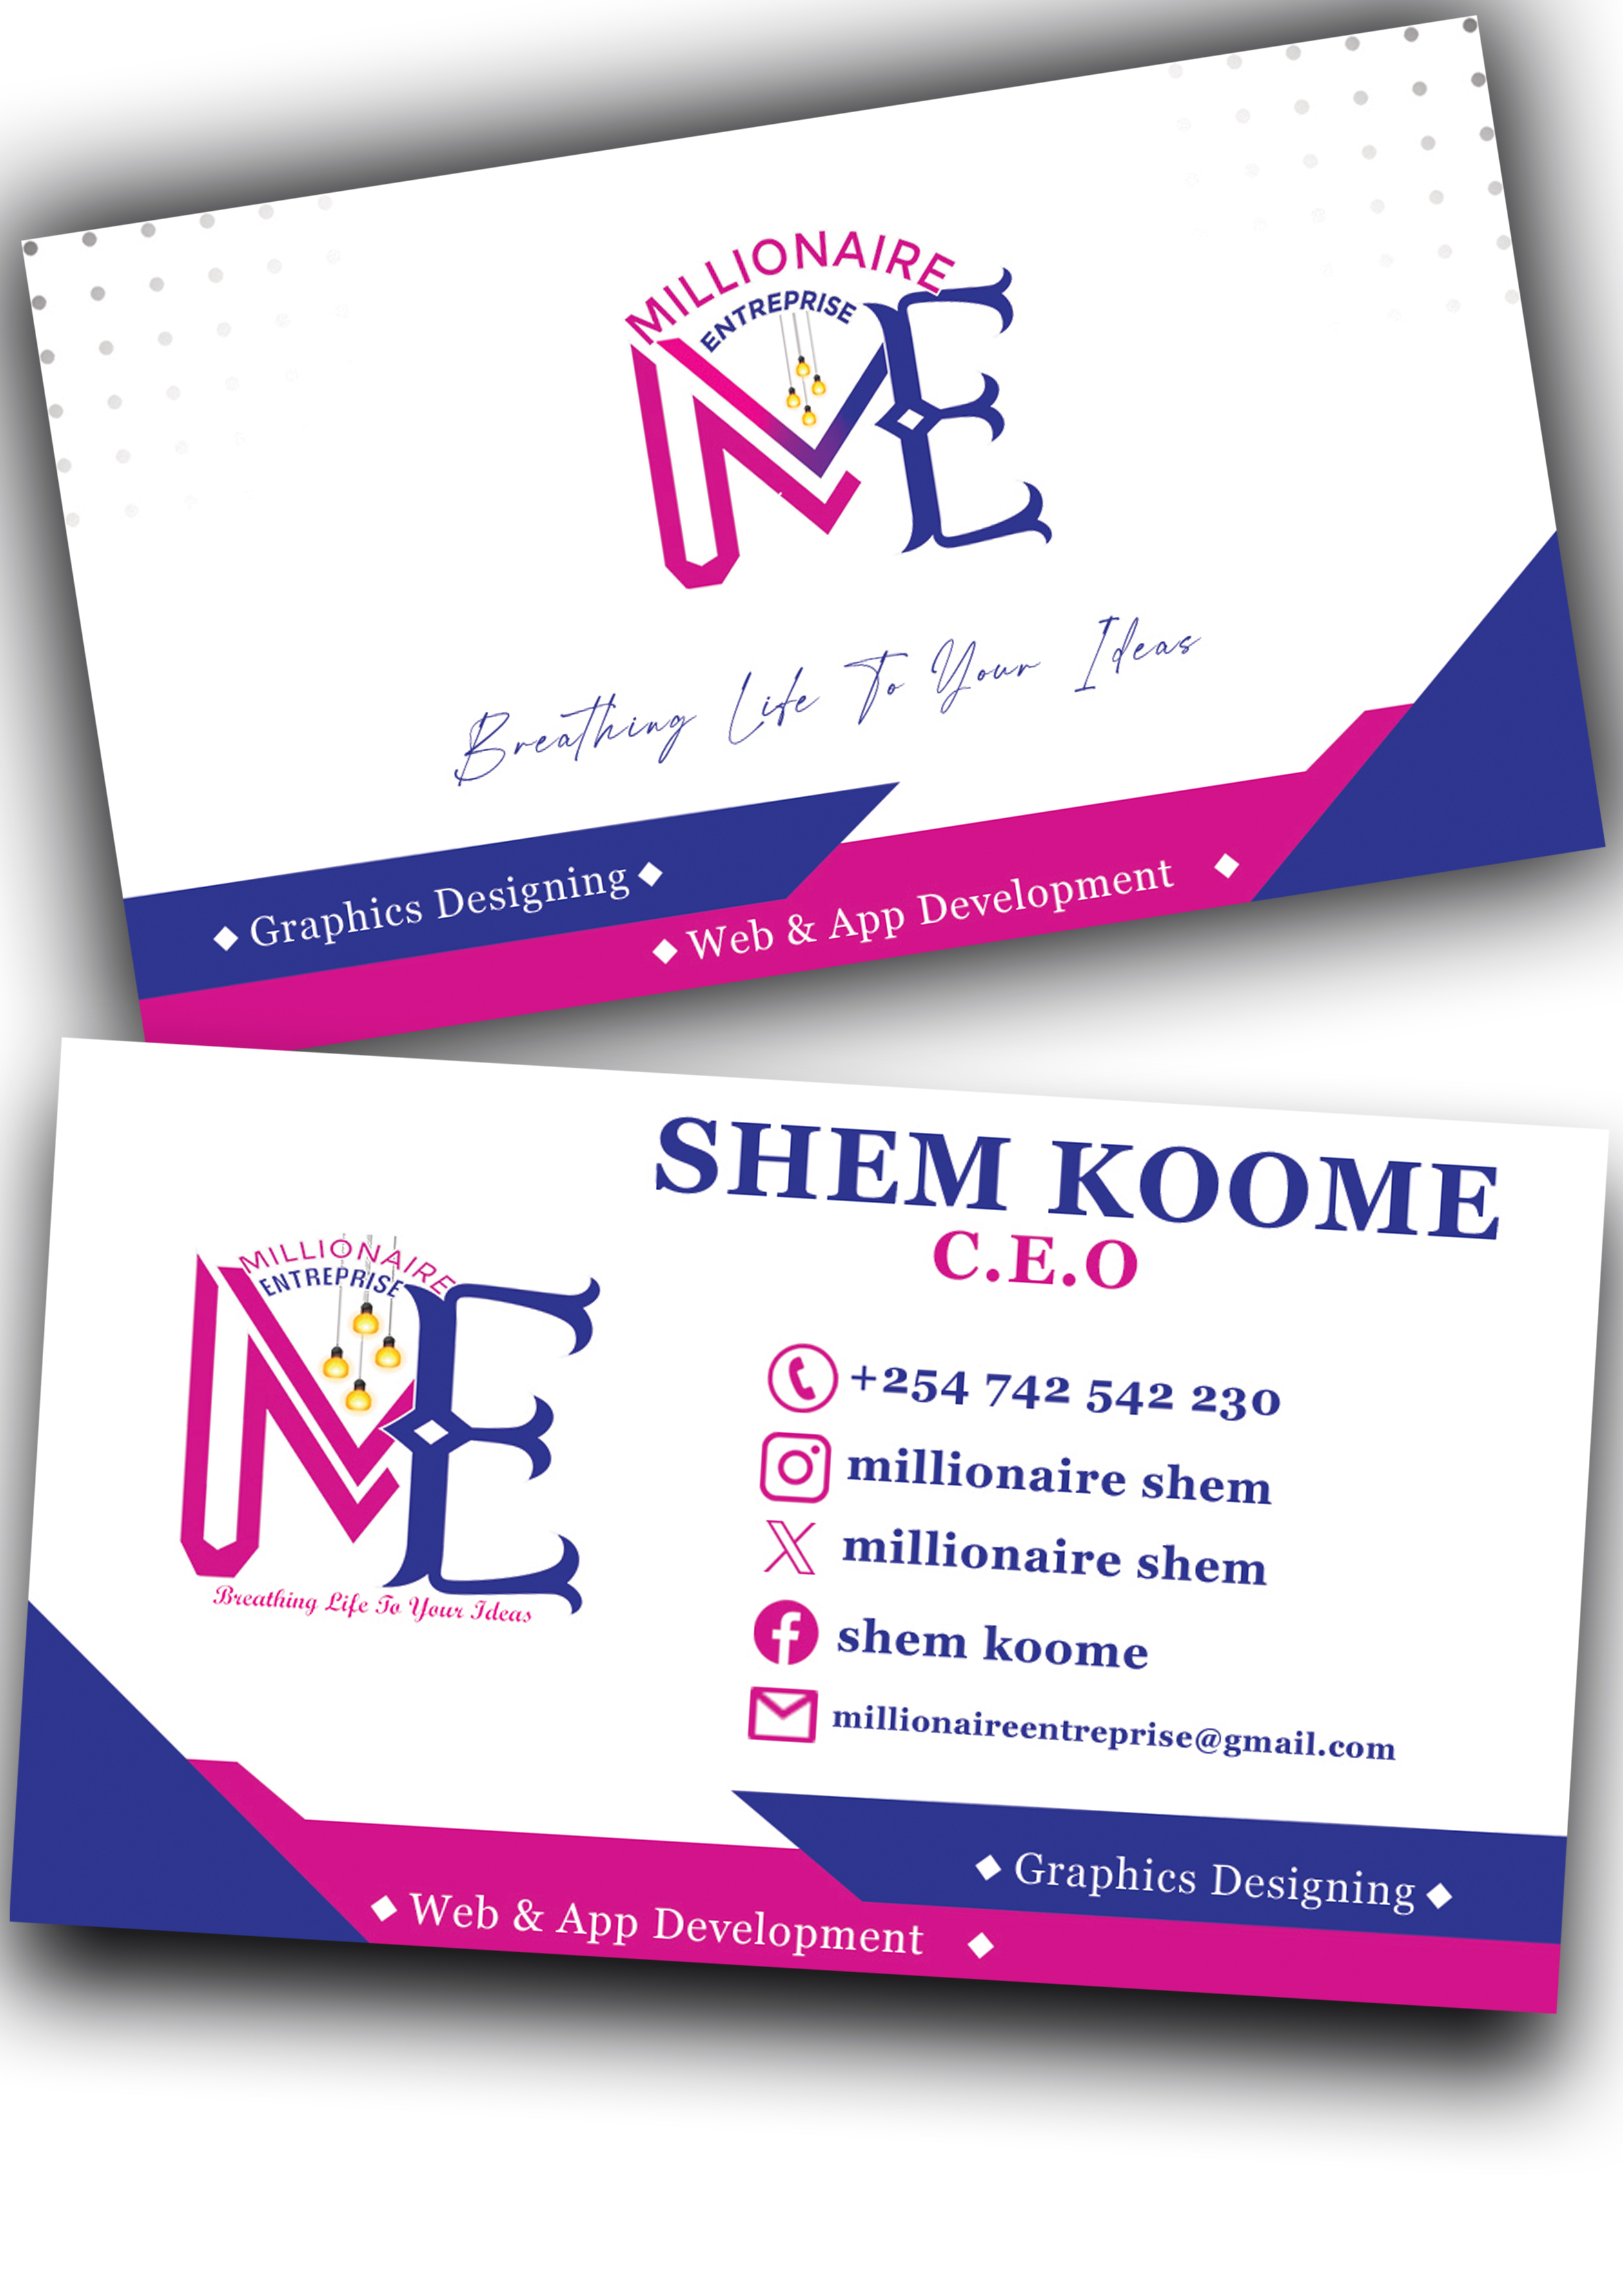 MILLIONAIRE
ENTREPRISE
ME
Breathing Life To Your Ideas
Graphics Designing
Web & App Development
SHEM KOOME
C.E.O
MILLIONAIRE
ENTREPRISE
ME
Breathing Life To Your Ideas
+254 742 542 230
millionaire shem
millionaire shem
shem koome
millionaireentreprise@gmail.com
Graphics Designing
Web & App Development